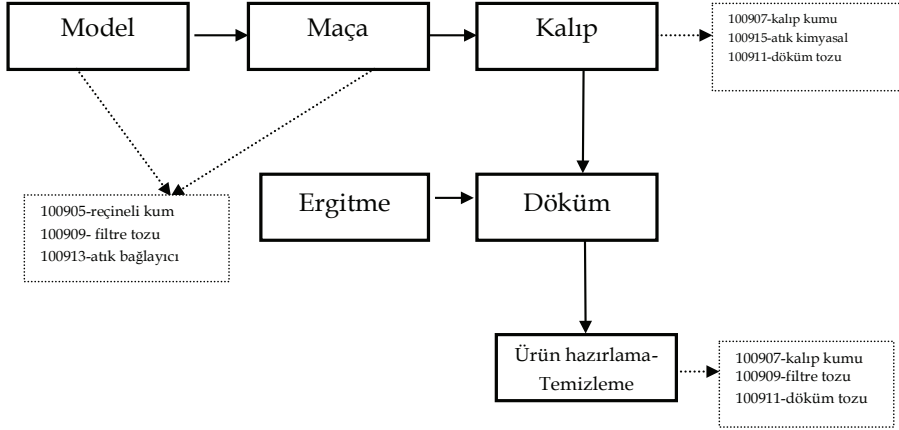 Model
Maça
Kalıp
100907-kalıp kumu
100915-atık kimyasal
100911-döküm tozu
100905-reçineli kum
100909- filtre tozu
100913-atık bağlayıcı
Ergitme
Döküm
Ürün hazırlama-
Temizleme
100907-kalıp kumu
100909-filtre tozu
100911-döküm tozu